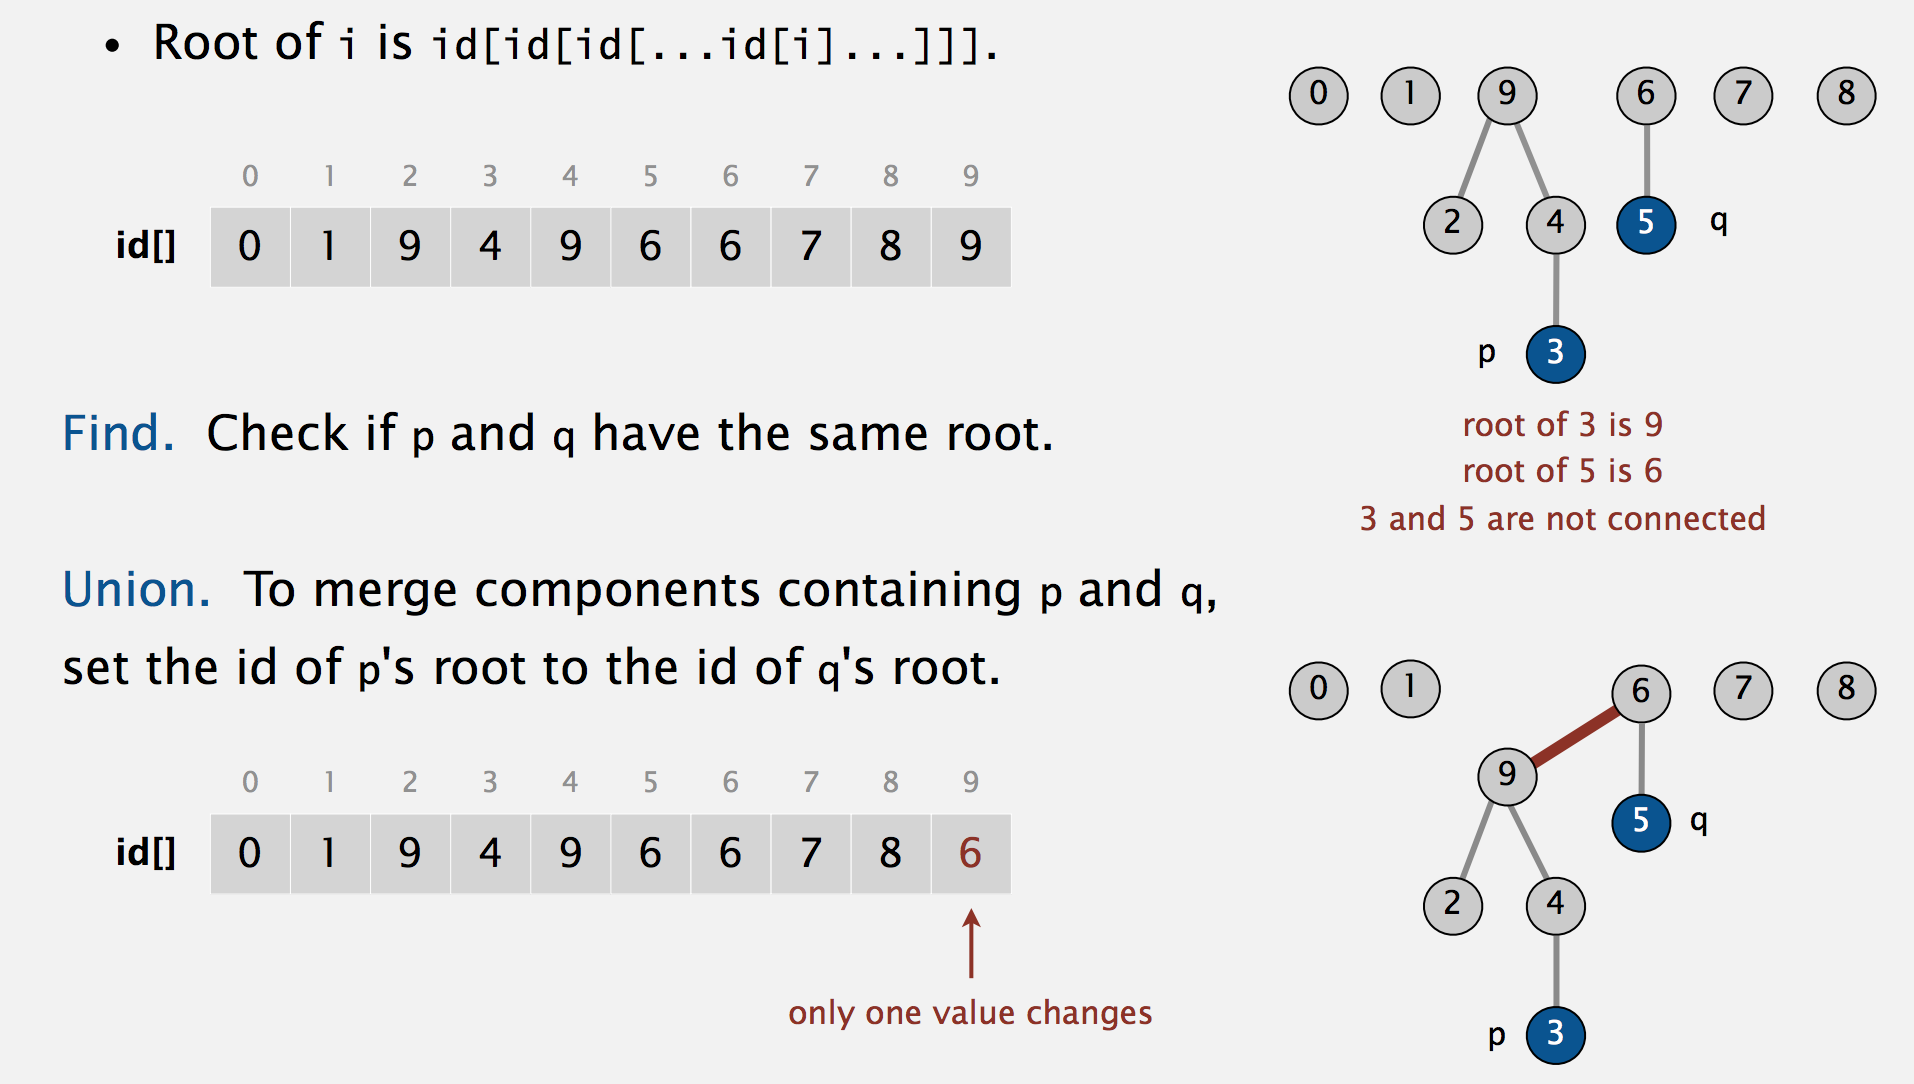 • Root of i is id[id[id[...id[i]...]]].
0 1 9 6 7 8
0 1 2 3 4 5 6 7 8 9
2 4 5 q
id[] 0 1 9 4 9 6 6 7 8 9
p 3
Find. Check if p and q have the same root.
root of 3 is 9
root of 5 is 6
3 and 5 are not connected
Union. To merge components containing p and q,
set the id of p's root to the id of q's root.
0 1 6 7 8
0 1 2 3 4 5 6 7 8 9
9
5 q
id[] 0 1 9 4 9 6 6 7 8 6
2 4
only one value changes
p 3